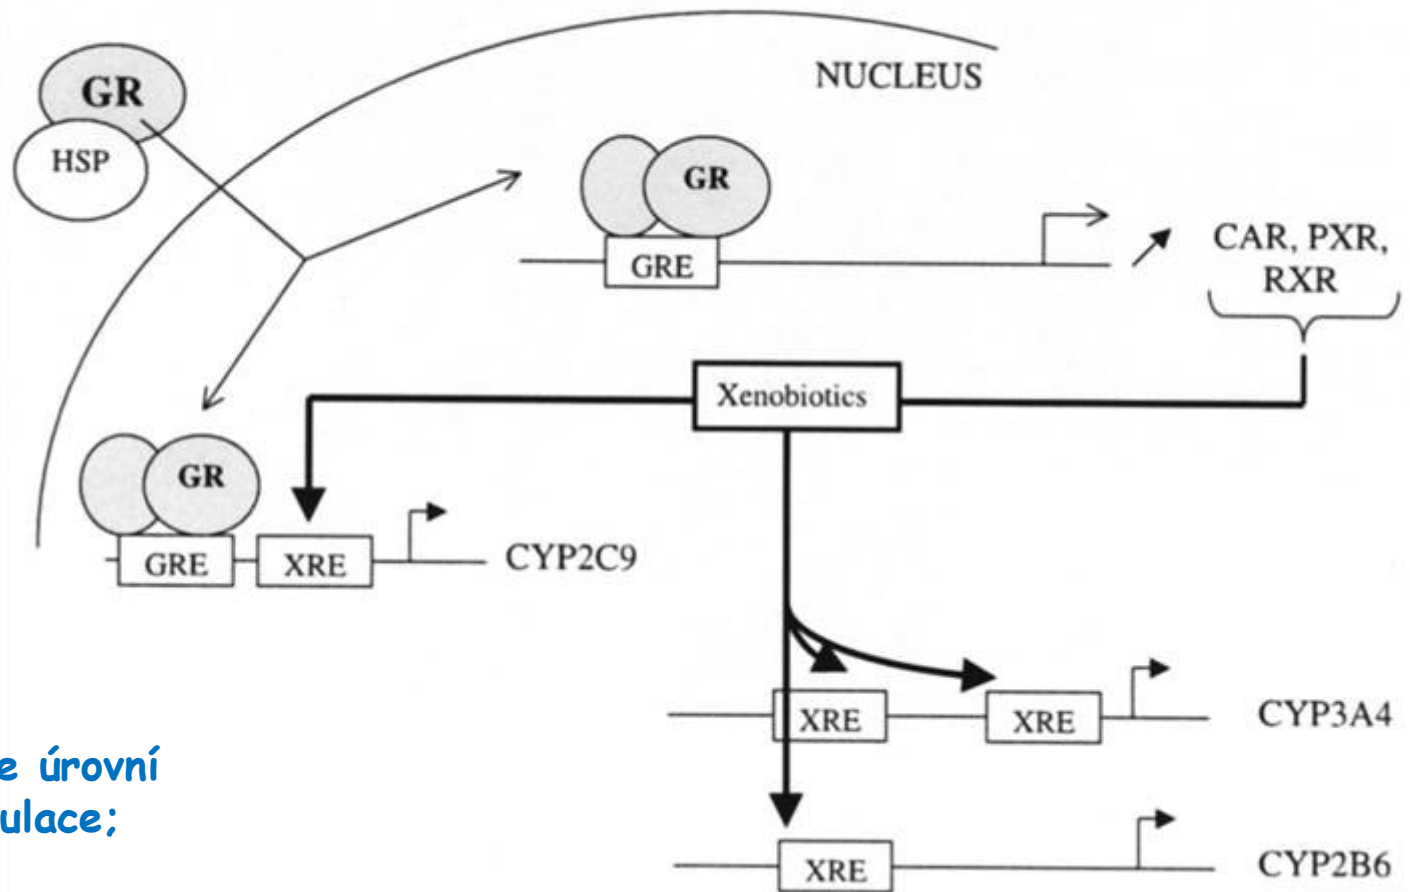 NUCLEUS
GR
HSP
GR
GRE
CAR, PXR,
RXR
Xenobiotics
GR
GRE
XRE
CYP2C9
XRE
XRE
CYP3A4
e úrovní
ulace;
XRE
CYP2B6